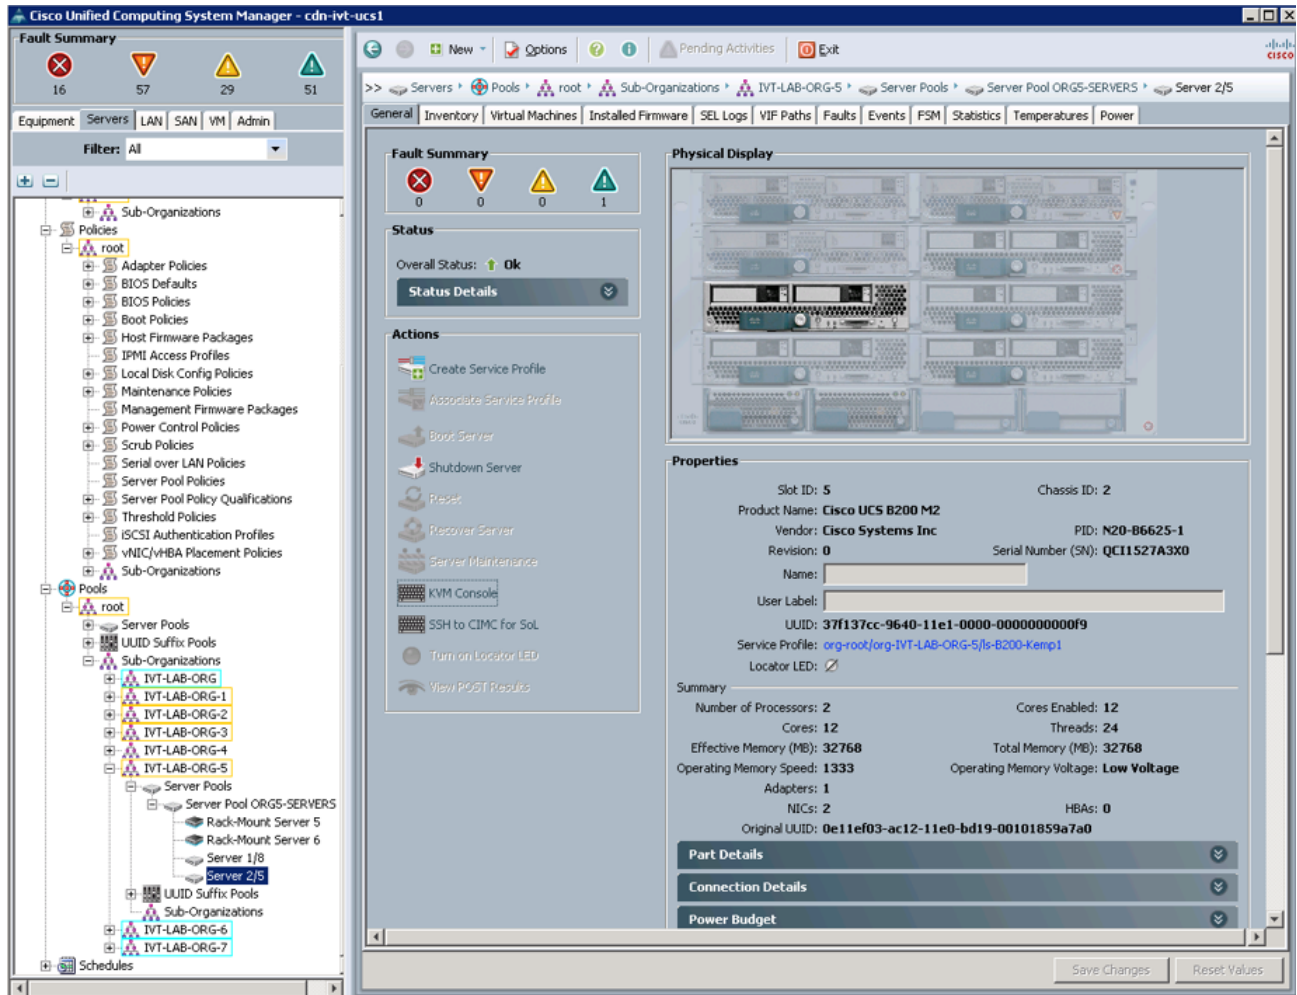 Cisco Unified Computing System Manager - cdn-ivt-ucs1
Fault Summary
16 57 29 51
Equipment Servers LAN SAN VM Admin
Filter: All
Sub-Organizations
Policies
root
Adapter Policies
BIOS Defaults
BIOS Policies
Boot Policies
Host Firmware Packages
IPMI Access Profiles
Local Disk Config Policies
Maintenance Policies
Management Firmware Packages
Power Control Policies
Scrub Policies
Serial over LAN Policies
Server Pool Policies
Server Pool Policy Qualifications
Threshold Policies
iSCSI Authentication Profiles
vNIC/vHBA Placement Policies
Sub-Organizations
Pools
root
Server Pools
UUID Suffix Pools
Sub-Organizations
IVT-LAB-ORG
IVT-LAB-ORG-1
IVT-LAB-ORG-2
IVT-LAB-ORG-3
IVT-LAB-ORG-4
IVT-LAB-ORG-5
Server Pools
Server Pool ORG5-SERVERS
Rack-Mount Server 5
Rack-Mount Server 6
Server 1/8
Server 2/5
UUID Suffix Pools
Sub-Organizations
IVT-LAB-ORG-6
IVT-LAB-ORG-7
Schedules
New Options Pending Activities Exit
cisco
>> Servers Pools root Sub-Organizations IVT-LAB-ORG-5 Server Pools Server Pool ORG5-SERVERS Server 2/5
General Inventory Virtual Machines Installed Firmware SEL Logs VIF Paths Faults Events FSM Statistics Temperatures Power
Fault Summary
0 0 0 1
Status
Overall Status: Ok
Status Details
Actions
Create Service Profile
Associate Service Profile
Boot Server
Shutdown Server
Reset
Recover Server
Server Maintenance
KVM Console
SSH to CIMC for SoL
Turn on Locator LED
View POST Results
Physical Display
Properties
Slot ID: 5 Chassis ID: 2
Product Name: Cisco UCS B200 M2
Vendor: Cisco Systems Inc PID: N20-B6625-1
Revision: 0 Serial Number (SN): QCI1527A3X0
Name:
User Label:
UUID: 37f137cc-9640-11e1-0000-0000000000f9
Service Profile: org-root/org-IVT-LAB-ORG-5/ls-B200-Kemp1
Locator LED:
Summary
Number of Processors: 2 Cores Enabled: 12
Cores: 12 Threads: 24
Effective Memory (MB): 32768 Total Memory (MB): 32768
Operating Memory Speed: 1333 Operating Memory Voltage: Low Voltage
Adapters: 1
NICs: 2 HBAs: 0
Original UUID: 0e11ef03-ac12-11e0-bd19-00101859a7a0
Part Details
Connection Details
Power Budget
Save Changes Reset Values